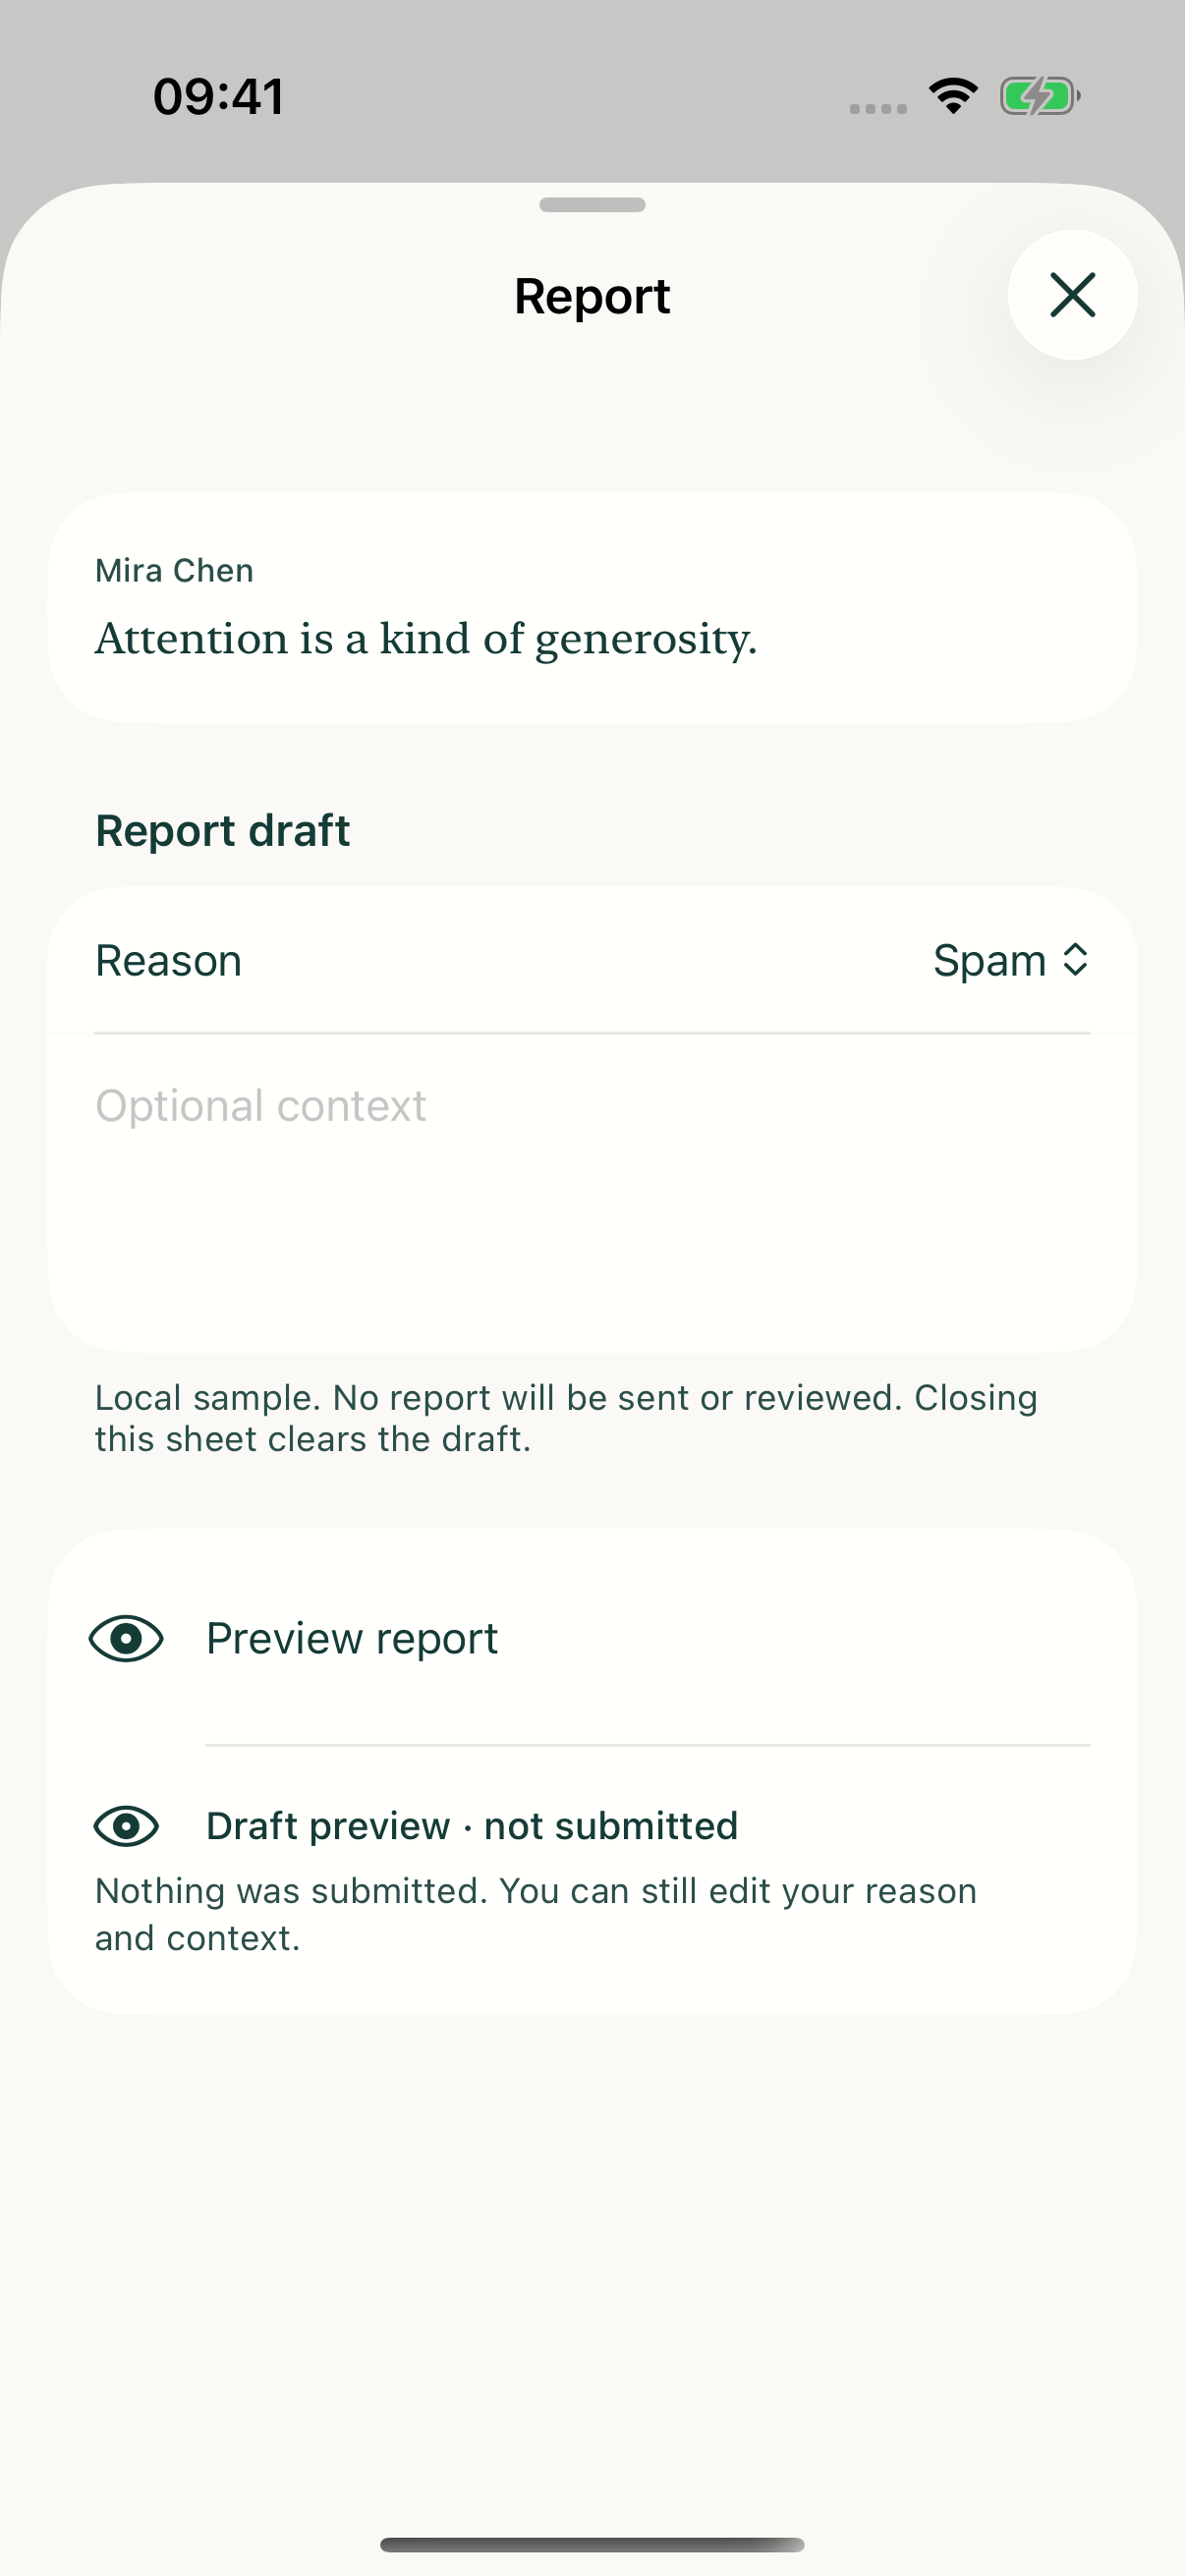 09:41
Report
Mira Chen
Attention is a kind of generosity.
Report draft
Reason
Spam
Optional context
Local sample. No report will be sent or reviewed. Closing
this sheet clears the draft.
Preview report
Draft preview · not submitted
Nothing was submitted. You can still edit your reason
and context.